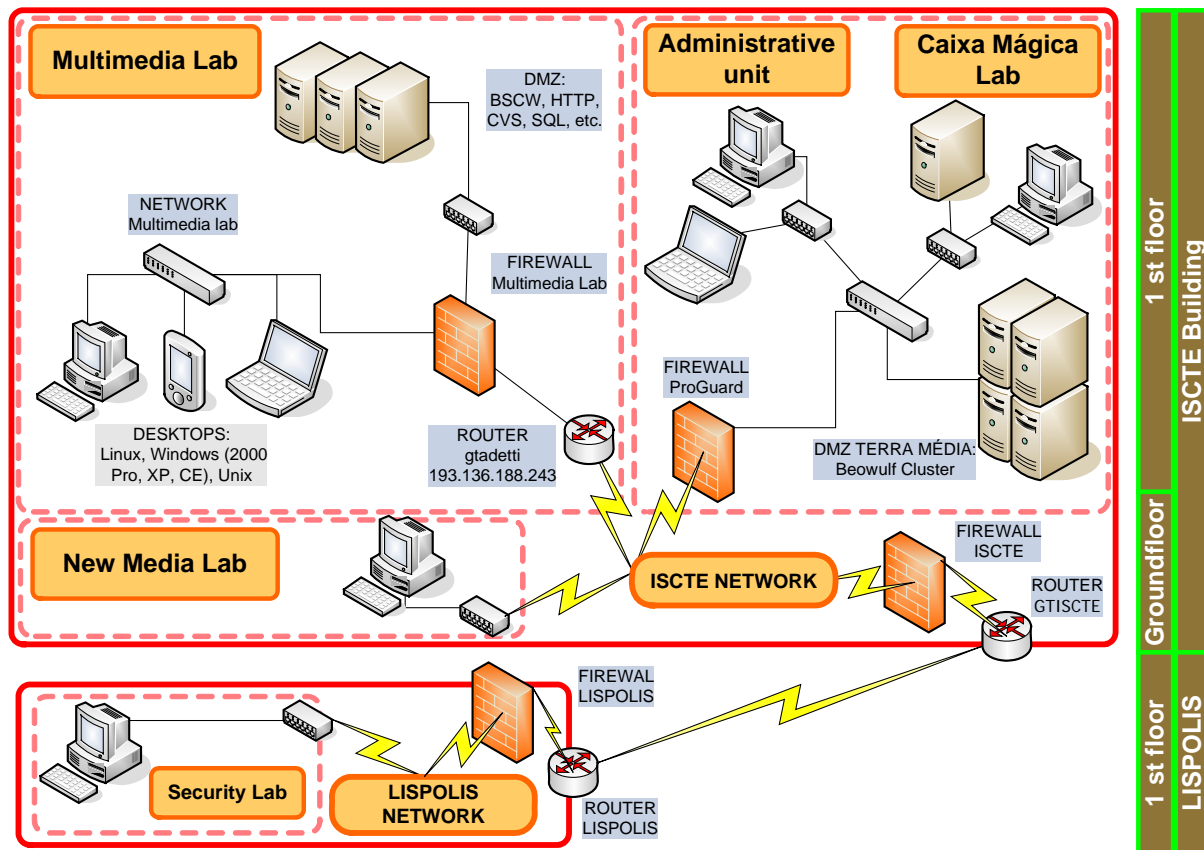 Multimedia Lab
DMZ:
BSCW, HTTP,
CVS, SQL, etc.
Administrative
unit
Caixa Mágica
Lab
NETWORK
Multimedia lab
FIREWALL
Multimedia Lab
DESKTOPS:
Linux, Windows (2000
Pro, XP, CE), Unix
ROUTER
gtadetti
193.136.188.243
FIREWALL
ProGuard
DMZ TERRA MÉDIA:
Beowulf Cluster
New Media Lab
ISCTE NETWORK
FIREWALL
ISCTE
ROUTER
GTISCTE
FIREWAL
LISPOLIS
Security Lab
LISPOLIS
NETWORK
ROUTER
LISPOLIS
1 st floor
Groundfloor
ISCTE Building
1 st floor
LISPOLIS